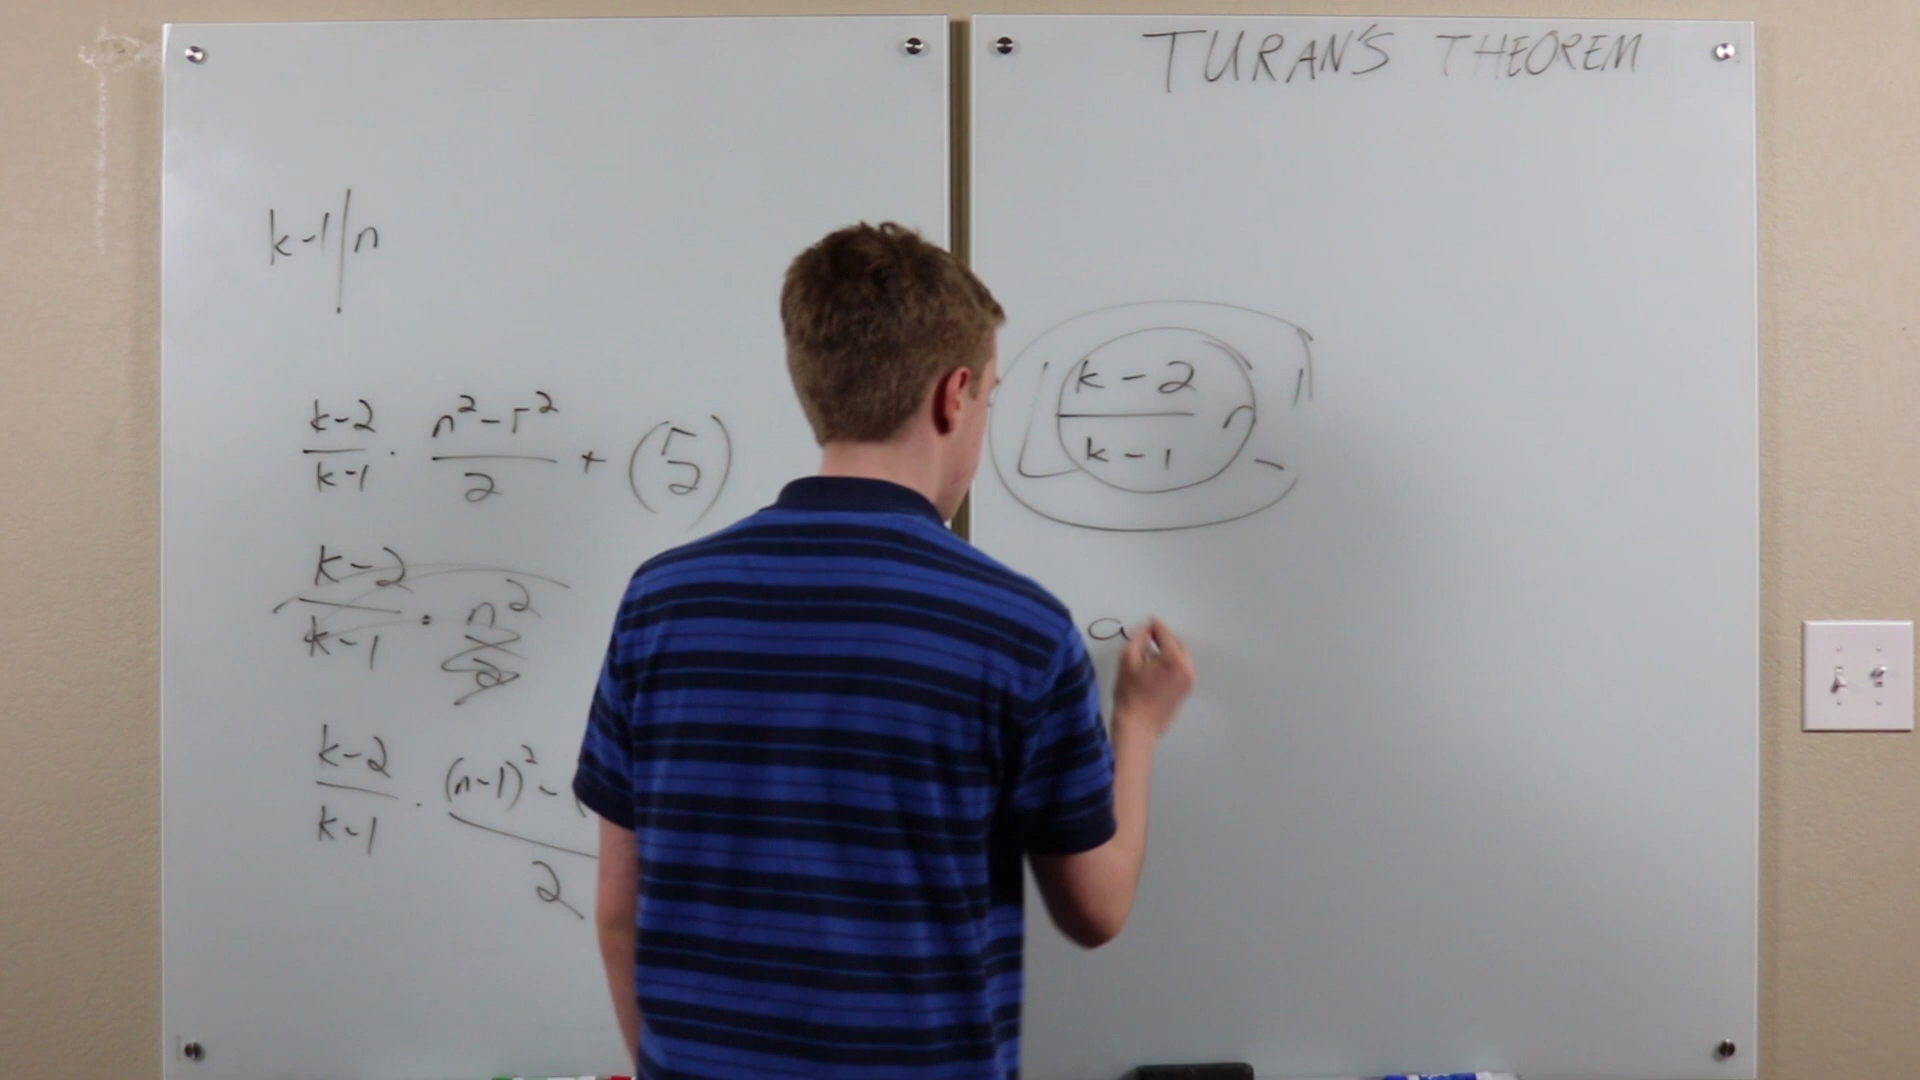 TURAN'S THEOREM
k-1|n
k-2
k-1
· n²-r²
2
+ (r
2)
k-2
k-1
· n²
2
k-2
k-1
· (n-1)² - (
2
k-2
k-1
n
a